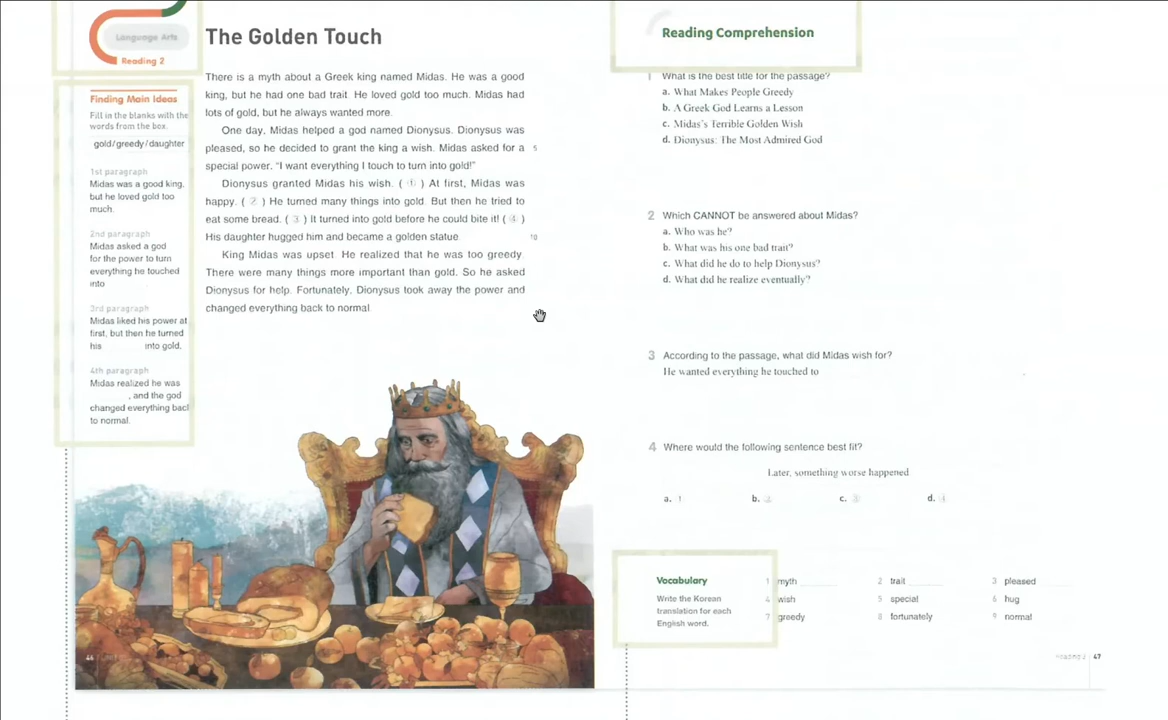 Language Arts
Reading 2
The Golden Touch
Finding Main Ideas
Fill in the blanks with the
words from the box.
gold/greedy/daughter
1st paragraph
Midas was a good king,
but he loved gold too
much.
2nd paragraph
Midas asked a god
for the power to turn
everything he touched
into
3rd paragraph
Midas liked his power at
first, but then he turned
his into gold.
4th paragraph
Midas realized he was
, and the god
changed everything back
to normal.
There is a myth about a Greek king named Midas. He was a good
king, but he had one bad trait. He loved gold too much. Midas had
lots of gold, but he always wanted more.
One day, Midas helped a god named Dionysus. Dionysus was
pleased, so he decided to grant the king a wish. Midas asked for a 5
special power. "I want everything I touch to turn into gold!"
Dionysus granted Midas his wish. ( ① ) At first, Midas was
happy. ( ② ) He turned many things into gold. But then he tried to
eat some bread. ( ③ ) It turned into gold before he could bite it! ( ④ )
His daughter hugged him and became a golden statue. 10
King Midas was upset. He realized that he was too greedy.
There were many things more important than gold. So he asked
Dionysus for help. Fortunately, Dionysus took away the power and
changed everything back to normal.
46
Reading Comprehension
1 What is the best title for the passage?
a. What Makes People Greedy
b. A Greek God Learns a Lesson
c. Midas's Terrible Golden Wish
d. Dionysus: The Most Admired God
2 Which CANNOT be answered about Midas?
a. Who was he?
b. What was his one bad trait?
c. What did he do to help Dionysus?
d. What did he realize eventually?
3 According to the passage, what did Midas wish for?
He wanted everything he touched to
4 Where would the following sentence best fit?
Later, something worse happened
a. ① b. ② c. ③ d. ④
Vocabulary
Write the Korean
translation for each
English word.
1 myth 2 trait 3 pleased
4 wish 5 special 6 hug
7 greedy 8 fortunately 9 normal
Reading 2 47